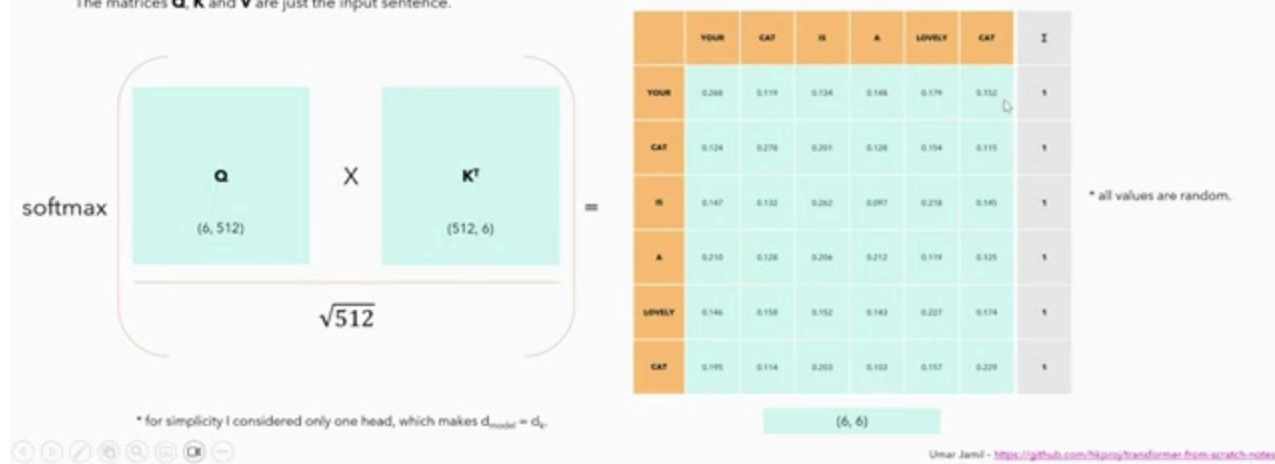 The matrices Q, K and V are just the input sentence.
softmax
Q
(6, 512)
X
Kᵀ
(512, 6)
√512
=
YOUR CAT IS A LOVELY CAT Σ
YOUR 0.268 0.119 0.134 0.148 0.179 0.152 1
CAT 0.124 0.278 0.201 0.128 0.154 0.115 1
IS 0.147 0.132 0.262 0.097 0.218 0.145 1
A 0.210 0.128 0.206 0.212 0.119 0.125 1
LOVELY 0.146 0.158 0.152 0.143 0.227 0.174 1
CAT 0.195 0.114 0.203 0.103 0.157 0.229 1
(6, 6)
* all values are random.
* for simplicity I considered only one head, which makes dmodel = dk.
Umar Jamil - https://github.com/hkproj/transformer-from-scratch-notes